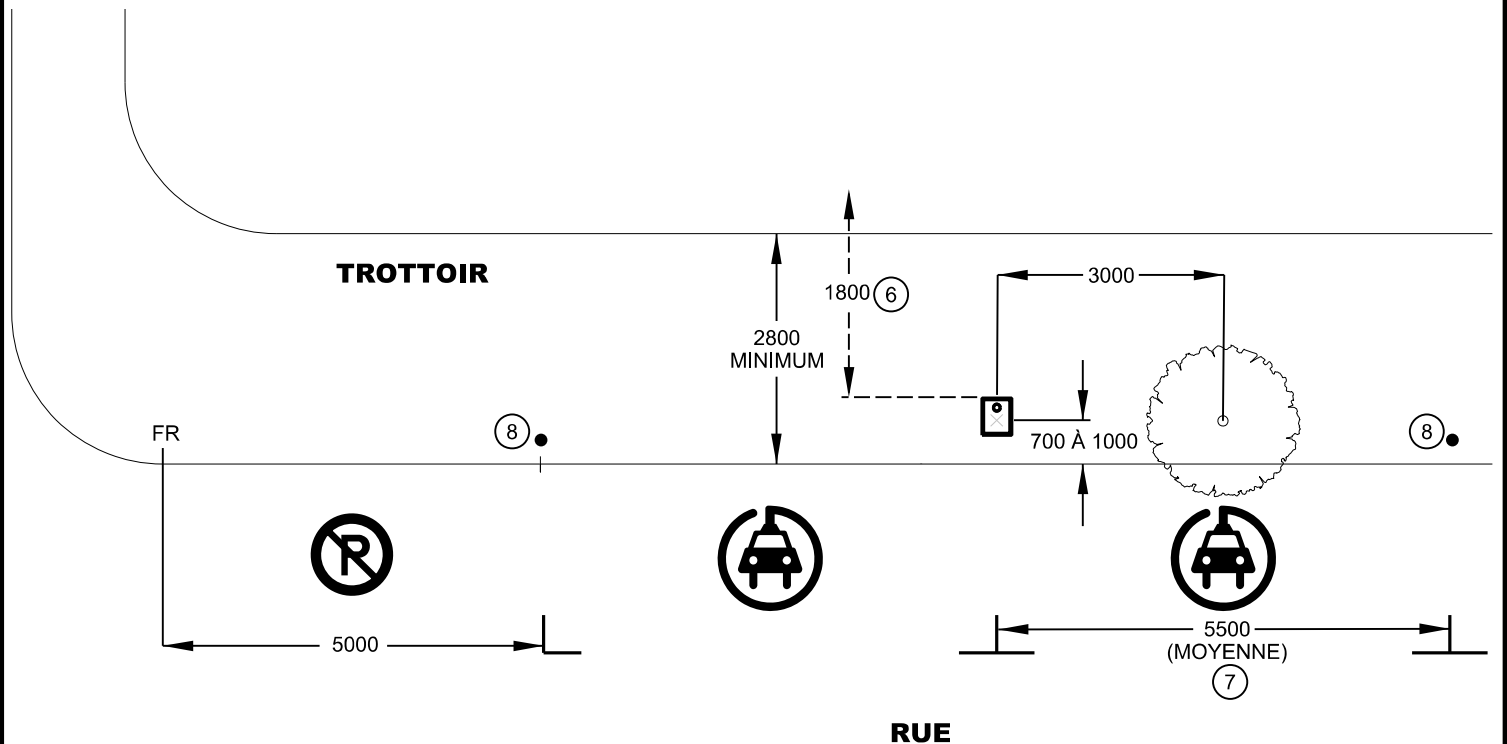 TROTTOIR
1800 6
3000
2800
MINIMUM
FR
8
700 À 1000
8
P
5000
5500
(MOYENNE)
7
RUE